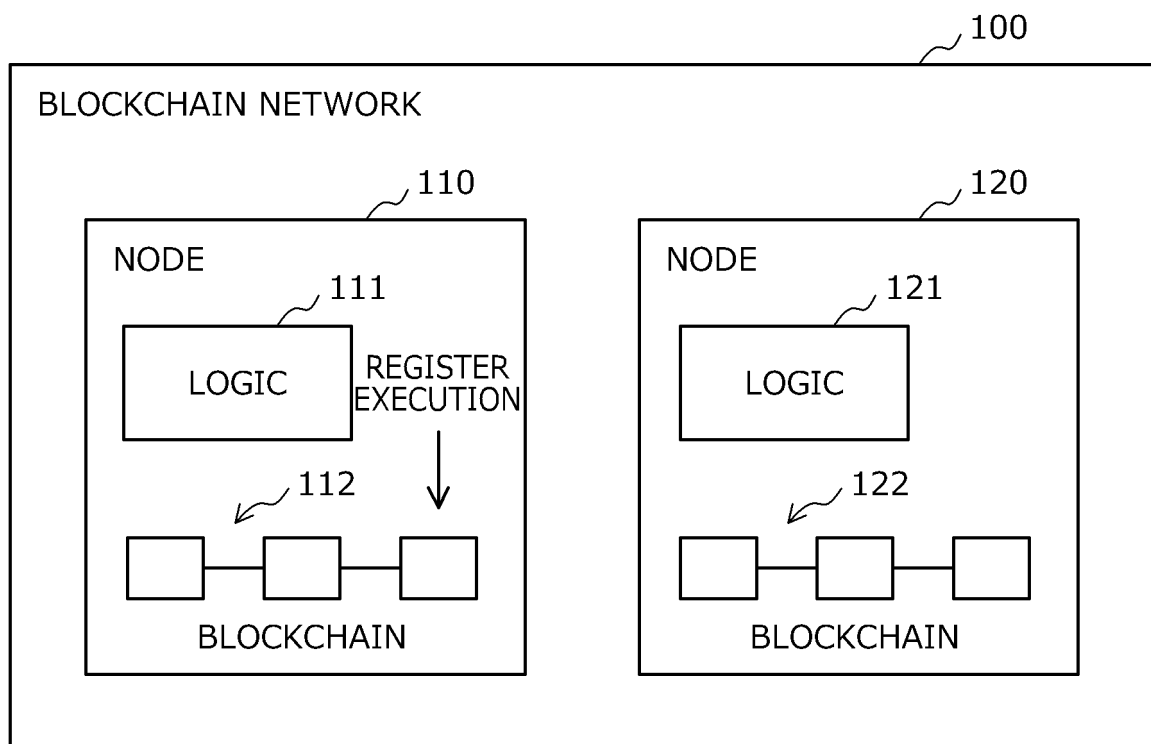 100
BLOCKCHAIN NETWORK
110
120
NODE
NODE
111
121
LOGIC
REGISTER
EXECUTION
LOGIC
112
122
BLOCKCHAIN
BLOCKCHAIN